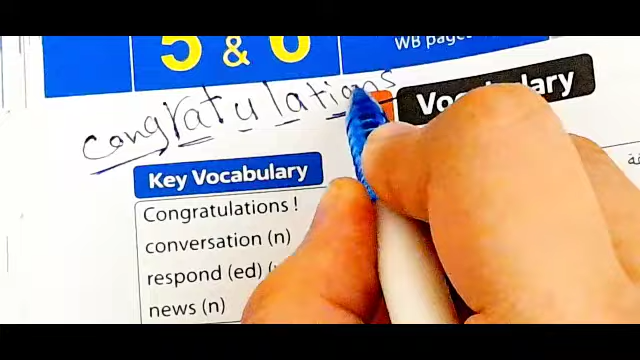 5 & 6
WB page
congratulations
Vocabulary
Key Vocabulary
Congratulations !
conversation (n)
respond (ed)
news (n)